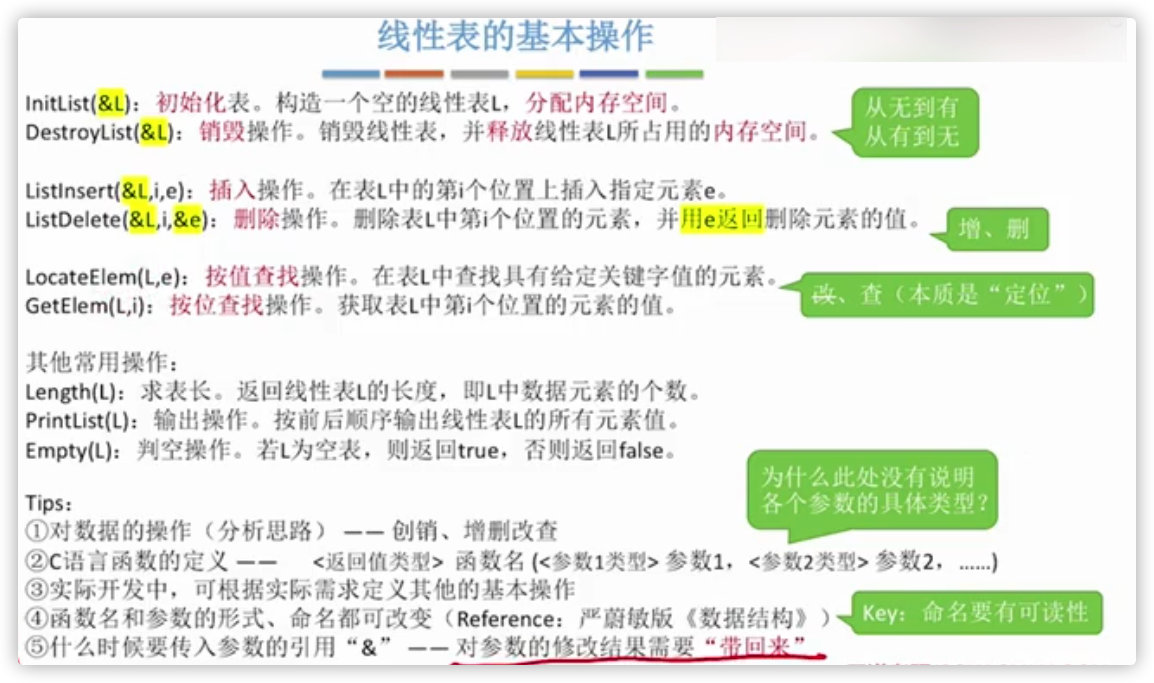 线性表的基本操作
InitList(&L)：初始化表。构造一个空的线性表L，分配内存空间。
DestroyList(&L)：销毁操作。销毁线性表，并释放线性表L所占用的内存空间。
从无到有
从有到无
ListInsert(&L,i,e)：插入操作。在表L中的第i个位置上插入指定元素e。
ListDelete(&L,i,&e)：删除操作。删除表L中第i个位置的元素，并用e返回删除元素的值。
增、删
LocateElem(L,e)：按值查找操作。在表L中查找具有给定关键字值的元素。
GetElem(L,i)：按位查找操作。获取表L中第i个位置的元素的值。
改、查（本质是“定位”）
其他常用操作：
Length(L)：求表长。返回线性表L的长度，即L中数据元素的个数。
PrintList(L)：输出操作。按前后顺序输出线性表L的所有元素值。
Empty(L)：判空操作。若L为空表，则返回true，否则返回false。
为什么此处没有说明
各个参数的具体类型？
Tips：
①对数据的操作（分析思路） —— 创销、增删改查
②C语言函数的定义 —— <返回值类型> 函数名 (<参数1类型> 参数1，<参数2类型> 参数2，……)
③实际开发中，可根据实际需求定义其他的基本操作
④函数名和参数的形式、命名都可改变（Reference：严蔚敏版《数据结构》）
Key：命名要有可读性
⑤什么时候要传入参数的引用“&” —— 对参数的修改结果需要“带回来”.